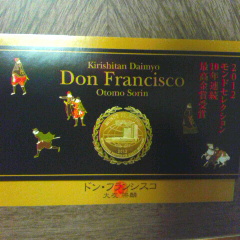 Kirishitan Daimyo
Don Francisco
Otomo Sorin
2012
モンドセレクション
10年連続
最高金賞受賞
ドン・フランシスコ